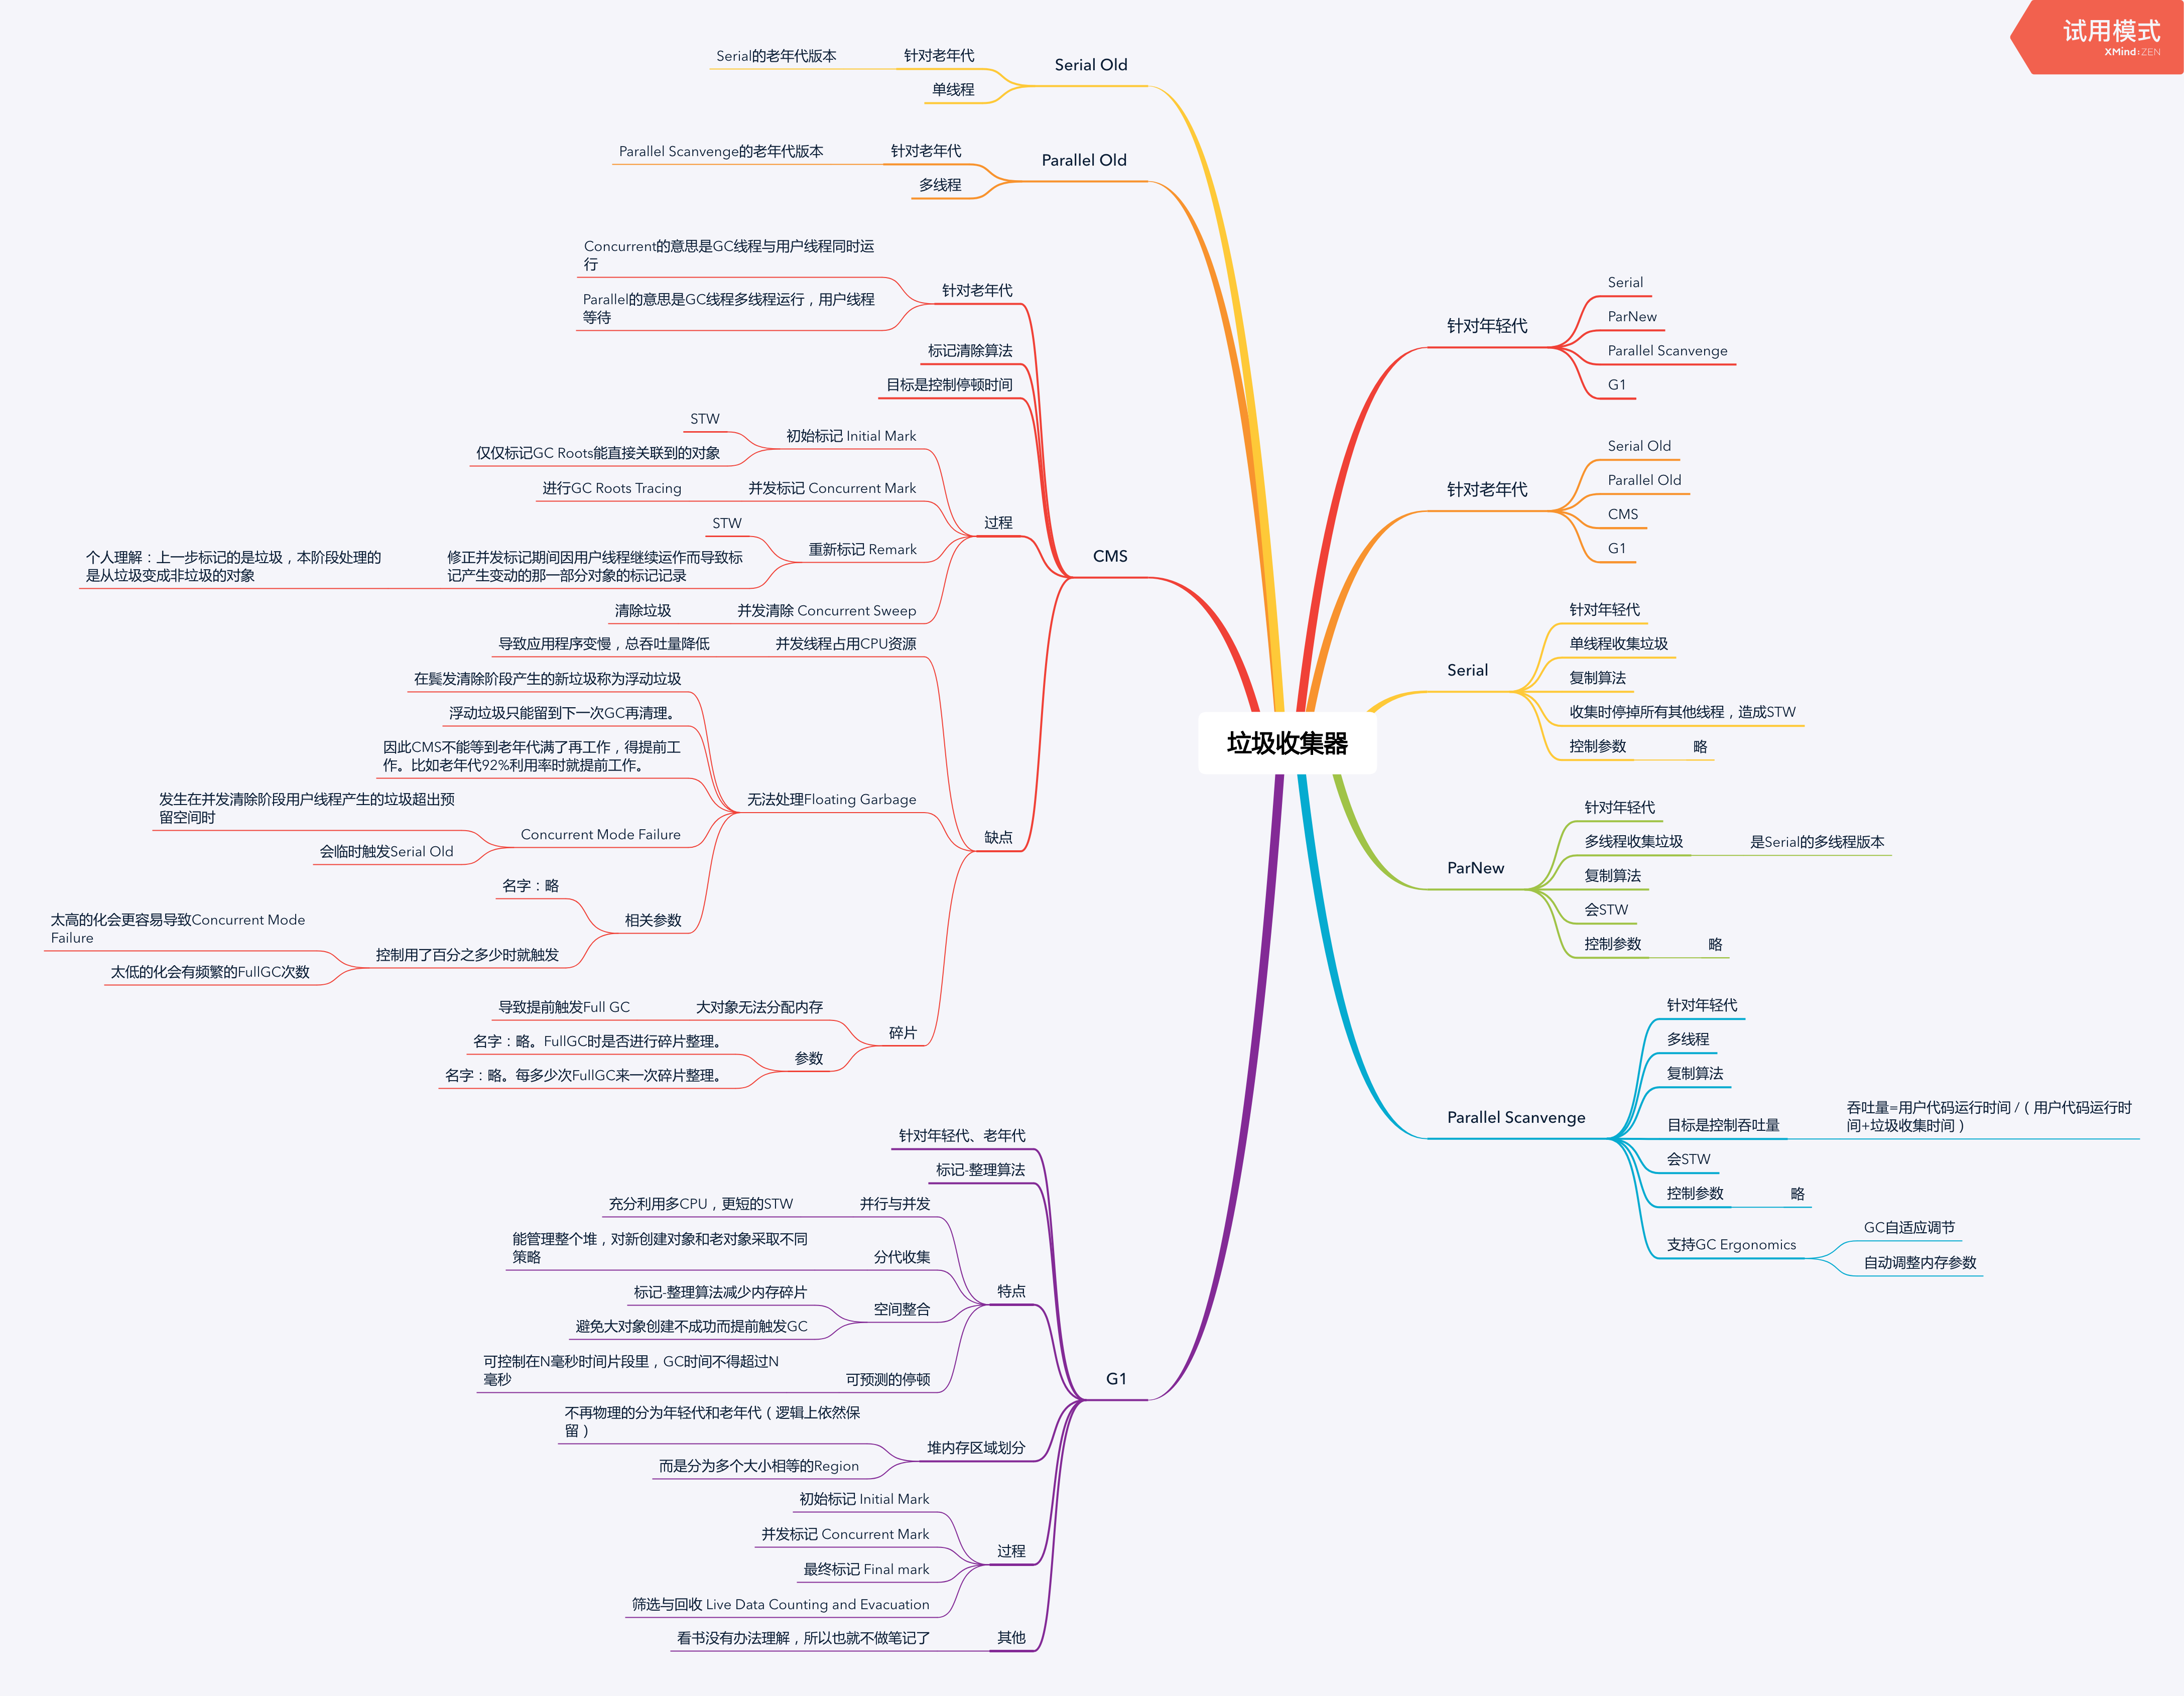 试用模式
XMind:ZEN
垃圾收集器
针对年轻代
Serial
ParNew
Parallel Scanvenge
G1
针对老年代
Serial Old
Parallel Old
CMS
G1
Serial
针对年轻代
单线程收集垃圾
复制算法
收集时停掉所有其他线程，造成STW
控制参数
略
ParNew
针对年轻代
多线程收集垃圾
是Serial的多线程版本
复制算法
会STW
控制参数
略
Parallel Scanvenge
针对年轻代
多线程
复制算法
目标是控制吞吐量
吞吐量=用户代码运行时间 /（用户代码运行时
间+垃圾收集时间）
会STW
控制参数
略
支持GC Ergonomics
GC自适应调节
自动调整内存参数
Serial Old
针对老年代
Serial的老年代版本
单线程
Parallel Old
针对老年代
Parallel Scanvenge的老年代版本
多线程
CMS
针对老年代
Concurrent的意思是GC线程与用户线程同时运
行
Parallel的意思是GC线程多线程运行，用户线程
等待
标记清除算法
目标是控制停顿时间
过程
初始标记 Initial Mark
STW
仅仅标记GC Roots能直接关联到的对象
并发标记 Concurrent Mark
进行GC Roots Tracing
重新标记 Remark
STW
修正并发标记期间因用户线程继续运作而导致标
记产生变动的那一部分对象的标记记录
个人理解：上一步标记的是垃圾，本阶段处理的
是从垃圾变成非垃圾的对象
并发清除 Concurrent Sweep
清除垃圾
缺点
并发线程占用CPU资源
导致应用程序变慢，总吞吐量降低
无法处理Floating Garbage
在鬓发清除阶段产生的新垃圾称为浮动垃圾
浮动垃圾只能留到下一次GC再清理。
因此CMS不能等到老年代满了再工作，得提前工
作。比如老年代92%利用率时就提前工作。
Concurrent Mode Failure
发生在并发清除阶段用户线程产生的垃圾超出预
留空间时
会临时触发Serial Old
相关参数
名字：略
控制用了百分之多少时就触发
太高的化会更容易导致Concurrent Mode
Failure
太低的化会有频繁的FullGC次数
碎片
大对象无法分配内存
导致提前触发Full GC
参数
名字：略。FullGC时是否进行碎片整理。
名字：略。每多少次FullGC来一次碎片整理。
G1
针对年轻代、老年代
标记-整理算法
特点
并行与并发
充分利用多CPU，更短的STW
分代收集
能管理整个堆，对新创建对象和老对象采取不同
策略
空间整合
标记-整理算法减少内存碎片
避免大对象创建不成功而提前触发GC
可预测的停顿
可控制在N毫秒时间片段里，GC时间不得超过N
毫秒
堆内存区域划分
不再物理的分为年轻代和老年代（逻辑上依然保
留）
而是分为多个大小相等的Region
过程
初始标记 Initial Mark
并发标记 Concurrent Mark
最终标记 Final mark
筛选与回收 Live Data Counting and Evacuation
其他
看书没有办法理解，所以也就不做笔记了